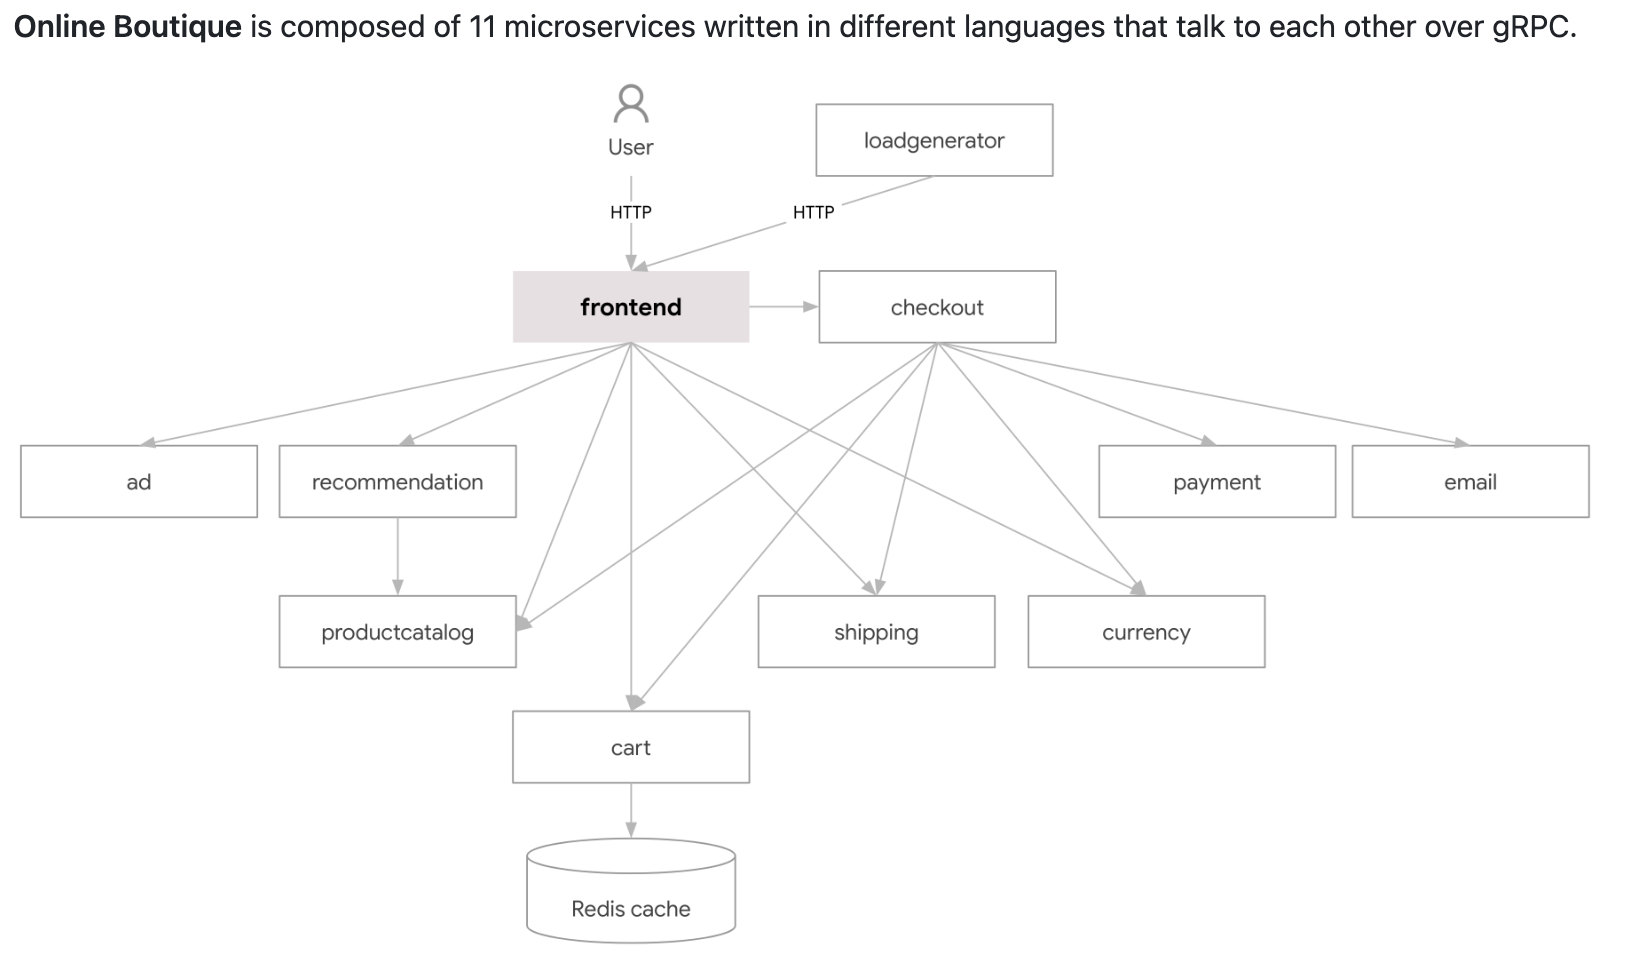 Online Boutique is composed of 11 microservices written in different languages that talk to each other over gRPC.
User
loadgenerator
HTTP
HTTP
frontend
checkout
ad
recommendation
payment
email
productcatalog
shipping
currency
cart
Redis cache